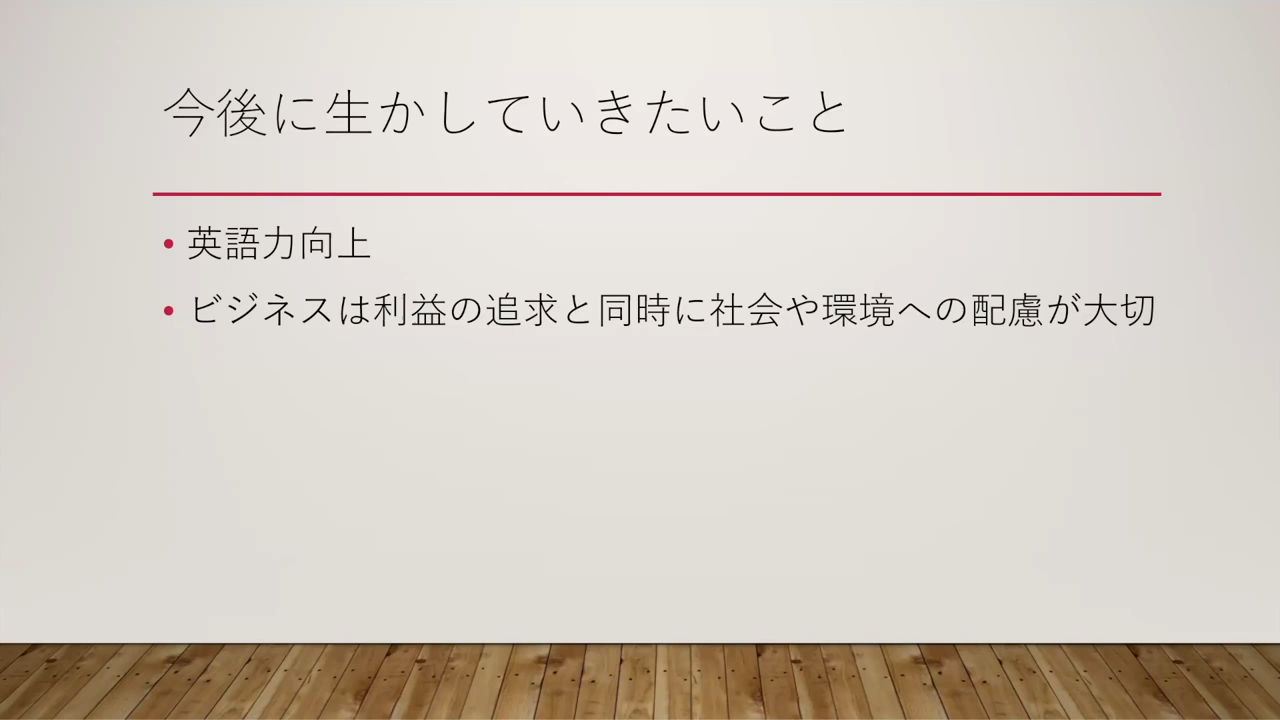 今後に生かしていきたいこと
• 英語力向上
• ビジネスは利益の追求と同時に社会や環境への配慮が大切